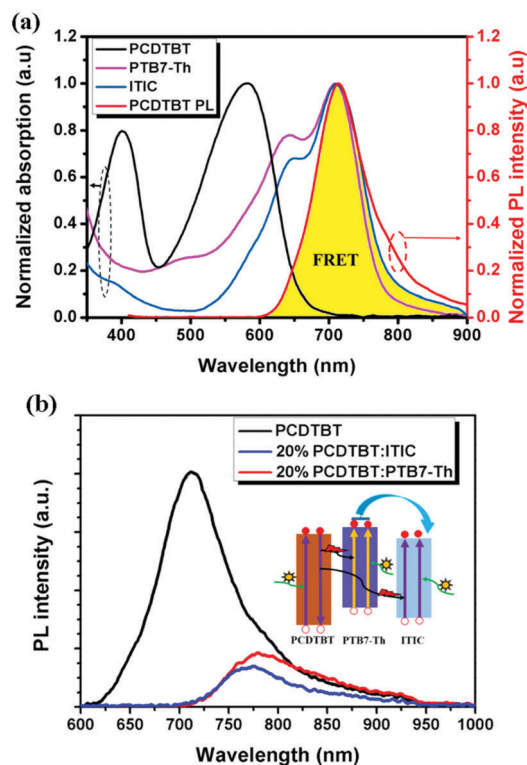 (a)
PCDTBT
PTB7-Th
ITIC
PCDTBT PL
FRET
1.2
1.0
0.8
0.6
0.4
0.2
0.0
1.2
1.0
0.8
0.6
0.4
0.2
0.0
400 500 600 700 800 900
Normalized absorption (a.u)
Normalized PL intensity (a.u)
Wavelength (nm)
(b)
PCDTBT
20% PCDTBT:ITIC
20% PCDTBT:PTB7-Th
PCDTBT PTB7-Th ITIC
PL intensity (a.u.)
600 650 700 750 800 850 900 950 1000
Wavelength (nm)